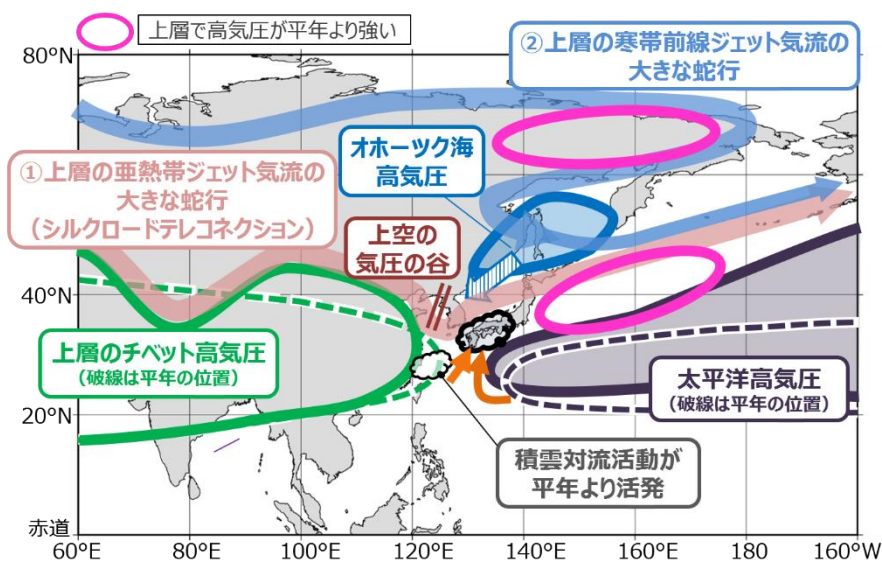 上層で高気圧が平年より強い
80°N
②上層の寒帯前線ジェット気流の
大きな蛇行
オホーツク海
高気圧
①上層の亜熱帯ジェット気流の
大きな蛇行
(シルクロードテレコネクション)
上空の
気圧の谷
40°N
上層のチベット高気圧
(破線は平年の位置)
太平洋高気圧
(破線は平年の位置)
20°N
積雲対流活動が
平年より活発
赤道
60°E
80°E
100°E
120°E
140°E
160°E
180
160°W